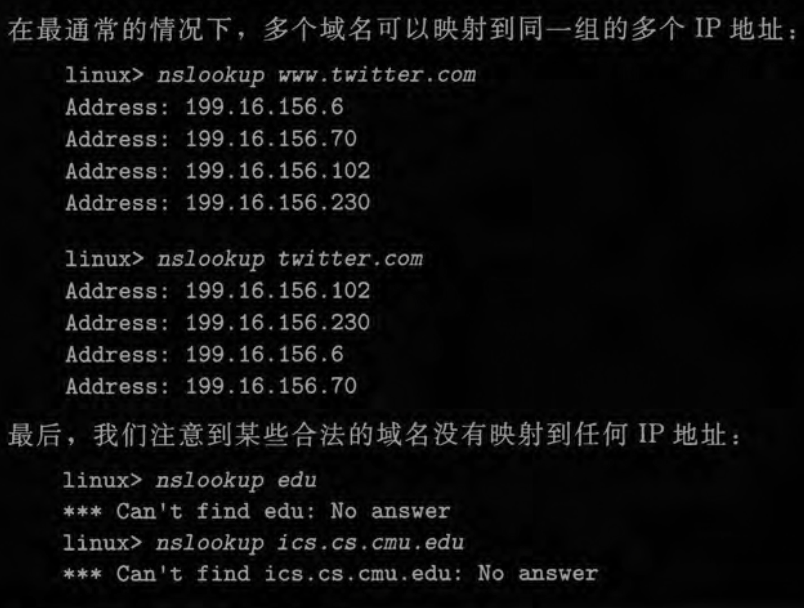 在最通常的情况下，多个域名可以映射到同一组的多个 IP 地址：
linux> nslookup www.twitter.com
Address: 199.16.156.6
Address: 199.16.156.70
Address: 199.16.156.102
Address: 199.16.156.230
linux> nslookup twitter.com
Address: 199.16.156.102
Address: 199.16.156.230
Address: 199.16.156.6
Address: 199.16.156.70
最后，我们注意到某些合法的域名没有映射到任何 IP 地址：
linux> nslookup edu
*** Can't find edu: No answer
linux> nslookup ics.cs.cmu.edu
*** Can't find ics.cs.cmu.edu: No answer